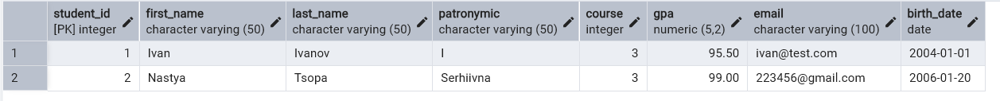 student_id first_name last_name patronymic course gpa email birth_date
[PK] integer character varying (50) character varying (50) character varying (50) integer numeric (5,2) character varying (100) date
1 1 Ivan Ivanov I 3 95.50 ivan@test.com 2004-01-01
2 2 Nastya Tsopa Serhiivna 3 99.00 223456@gmail.com 2006-01-20